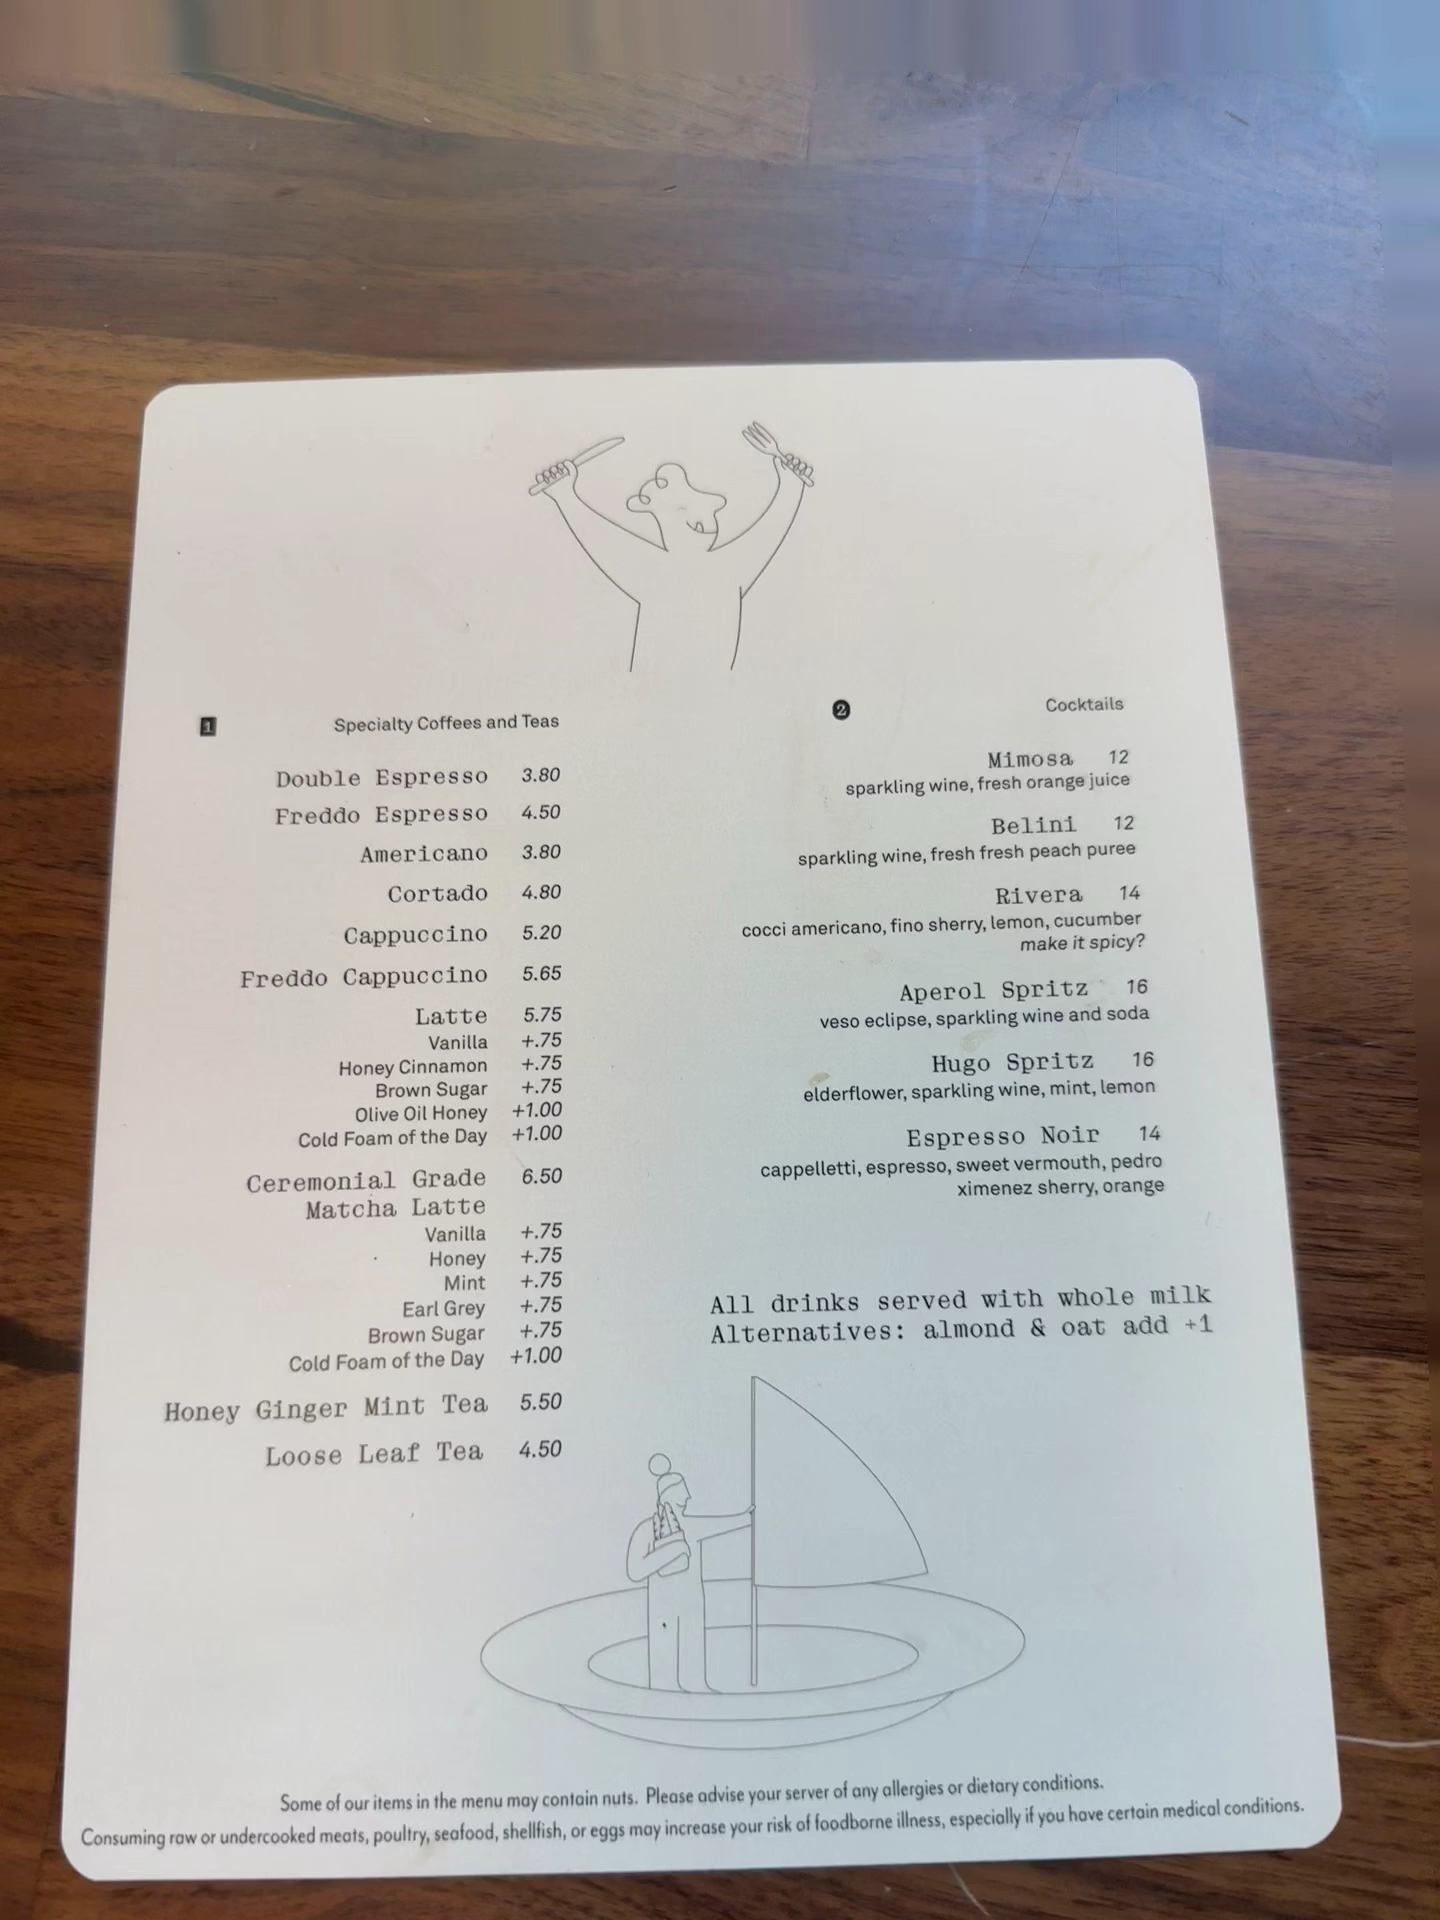 1 Specialty Coffees and Teas
Double Espresso 3.80
Freddo Espresso 4.50
Americano 3.80
Cortado 4.80
Cappuccino 5.20
Freddo Cappuccino 5.65
Latte 5.75
Vanilla +.75
Honey Cinnamon +.75
Brown Sugar +.75
Olive Oil Honey +1.00
Cold Foam of the Day +1.00
Ceremonial Grade 6.50
Matcha Latte
Vanilla +.75
Honey +.75
Mint +.75
Earl Grey +.75
Brown Sugar +.75
Cold Foam of the Day +1.00
Honey Ginger Mint Tea 5.50
Loose Leaf Tea 4.50
2 Cocktails
Mimosa 12
sparkling wine, fresh orange juice
Belini 12
sparkling wine, fresh fresh peach puree
Rivera 14
cocci americano, fino sherry, lemon, cucumber
make it spicy?
Aperol Spritz 16
veso eclipse, sparkling wine and soda
Hugo Spritz 16
elderflower, sparkling wine, mint, lemon
Espresso Noir 14
cappelletti, espresso, sweet vermouth, pedro
ximenez sherry, orange
All drinks served with whole milk
Alternatives: almond & oat add +1
Some of our items in the menu may contain nuts. Please advise your server of any allergies or dietary conditions.
Consuming raw or undercooked meats, poultry, seafood, shellfish, or eggs may increase your risk of foodborne illness, especially if you have certain medical conditions.